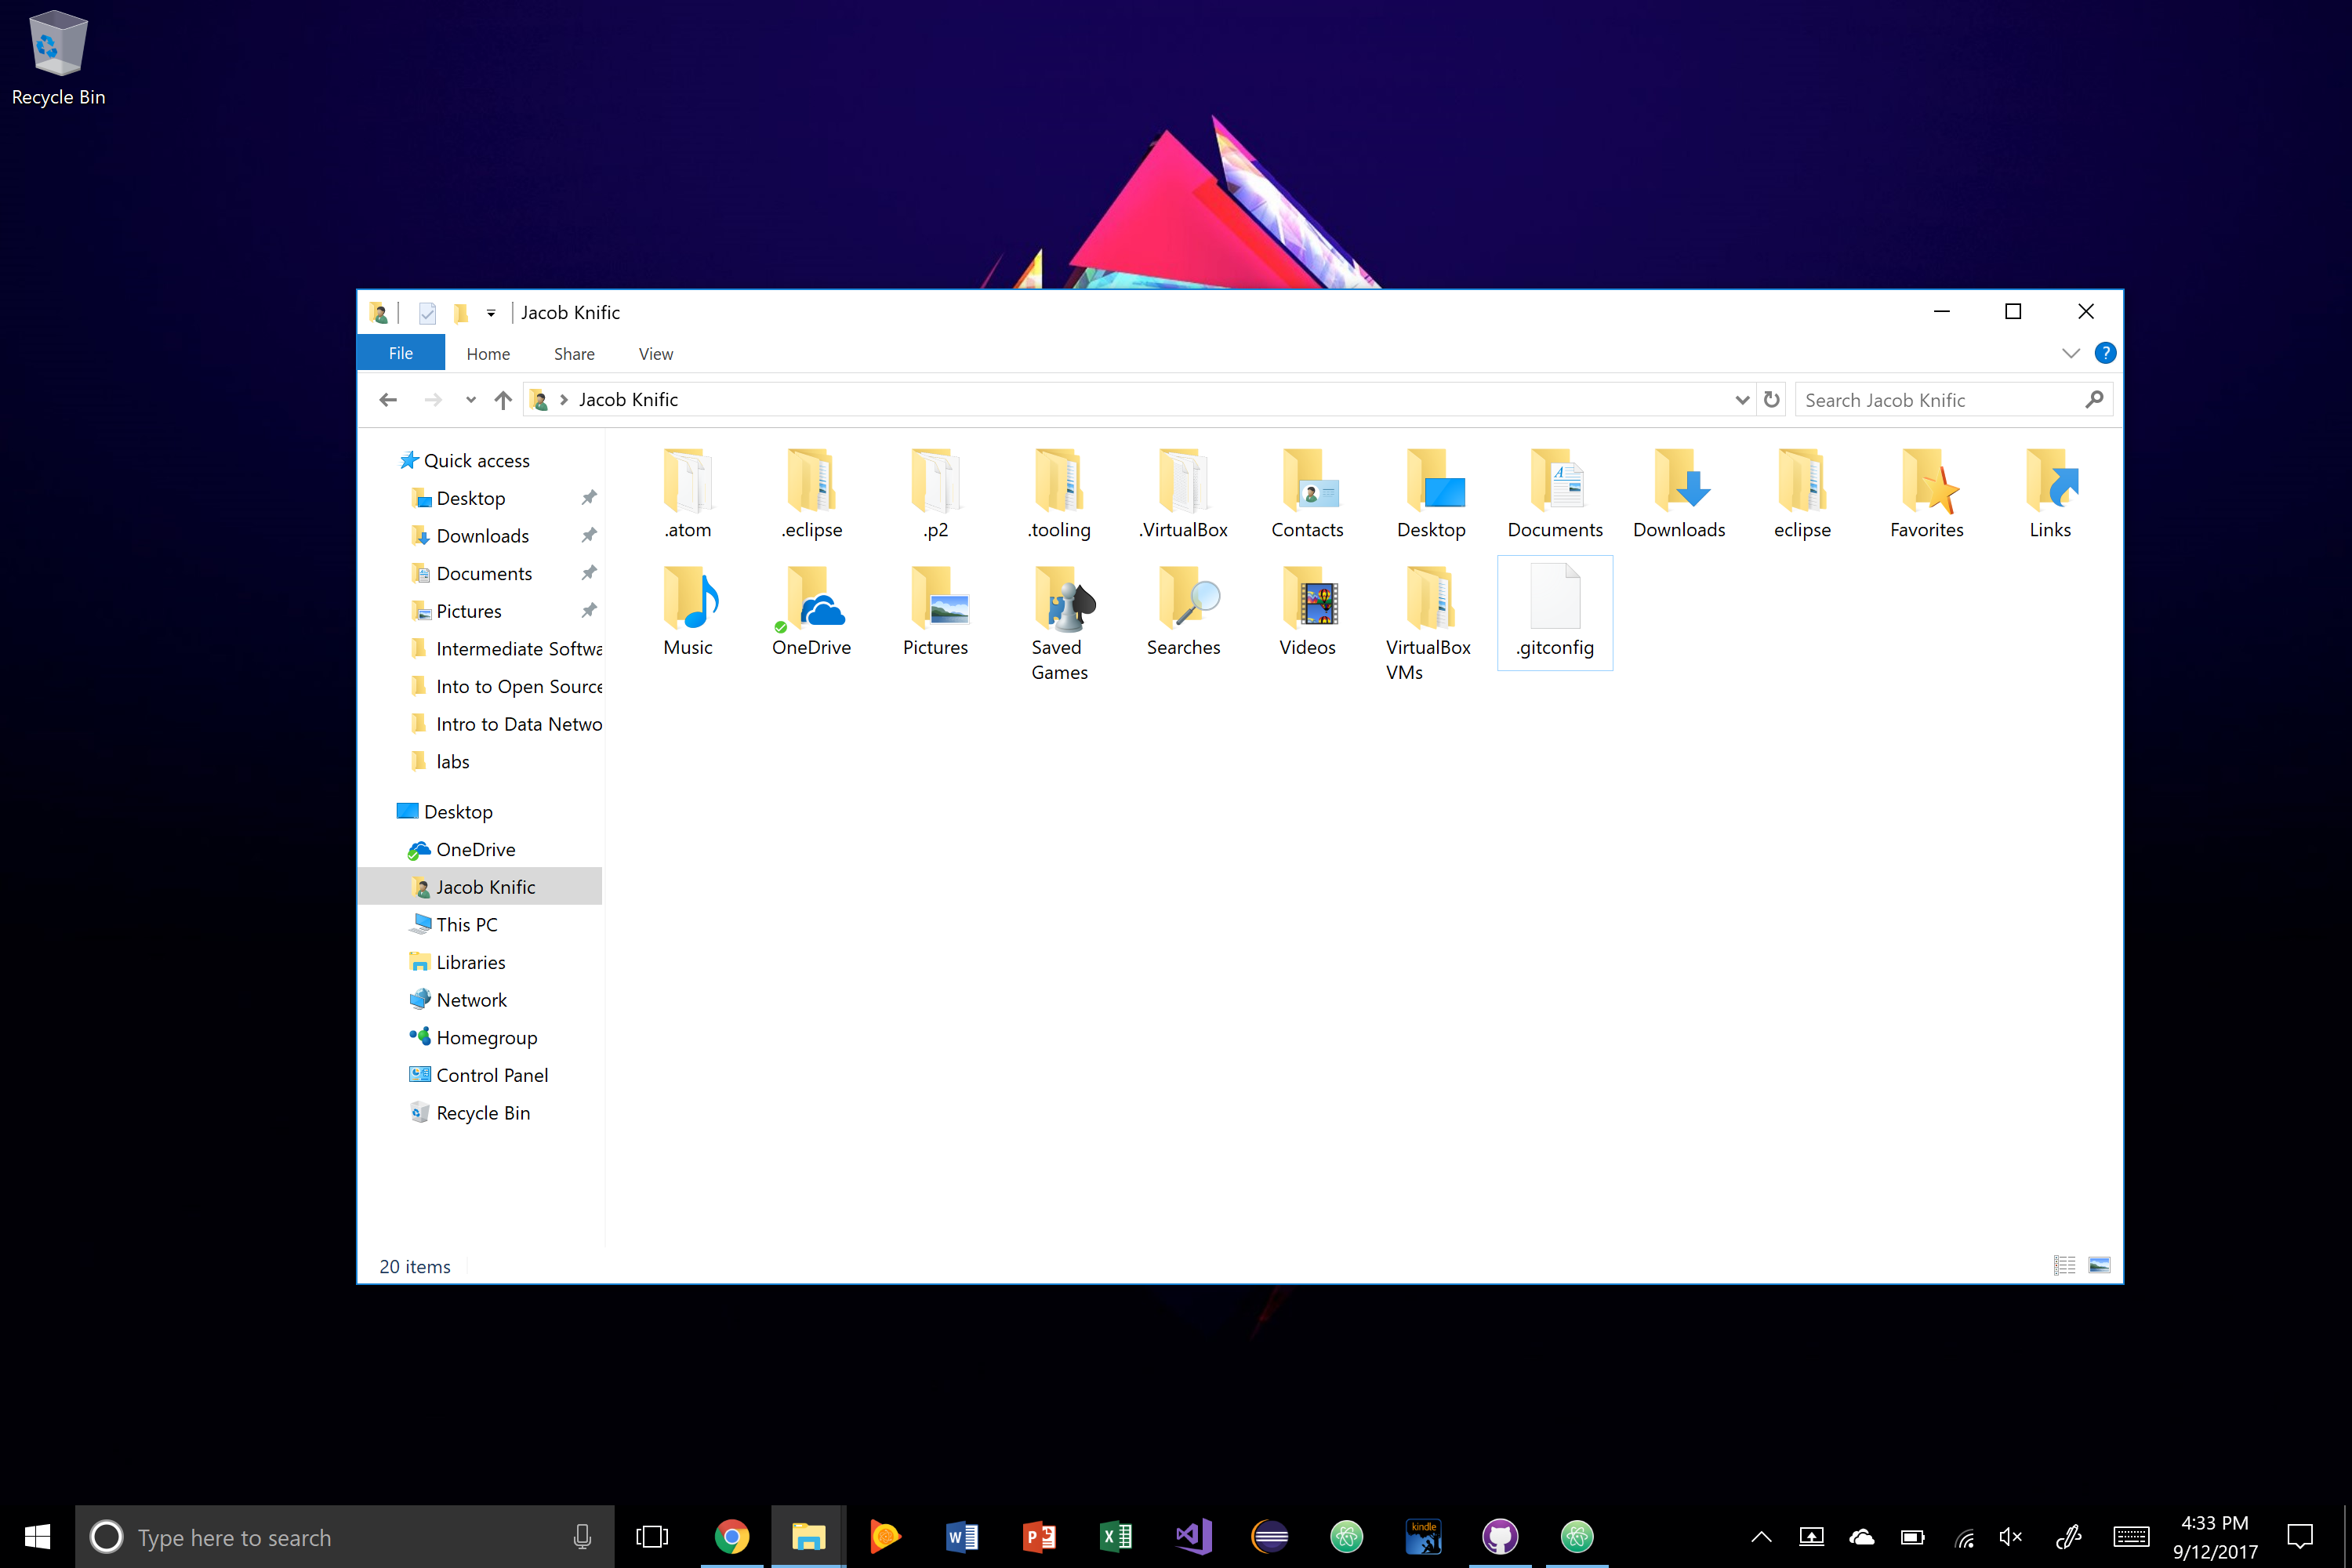 Recycle Bin
Jacob Knific
File Home Share View
Jacob Knific
Search Jacob Knific
Quick access
Desktop
Downloads
Documents
Pictures
Intermediate Softwa
Into to Open Source
Intro to Data Netwo
labs
Desktop
OneDrive
Jacob Knific
This PC
Libraries
Network
Homegroup
Control Panel
Recycle Bin
.atom .eclipse .p2 .tooling .VirtualBox Contacts Desktop Documents Downloads eclipse Favorites Links
Music OneDrive Pictures Saved Searches Videos VirtualBox .gitconfig
Games VMs
20 items
Type here to search
kindle
4:33 PM
9/12/2017